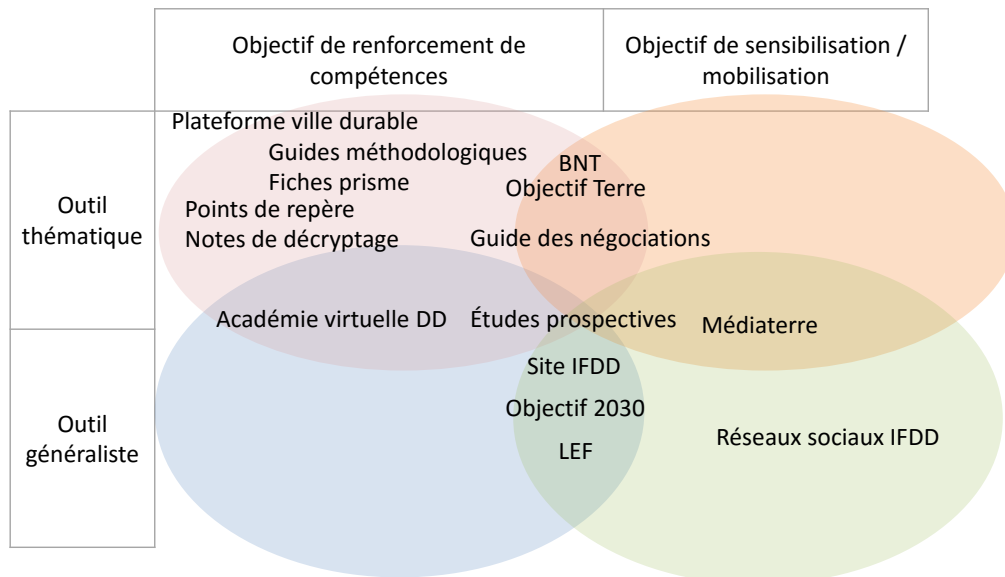 Objectif de renforcement de
compétences
Objectif de sensibilisation /
mobilisation
Outil
thématique
Plateforme ville durable
Guides méthodologiques
Fiches prisme
Points de repère
Notes de décryptage
BNT
Objectif Terre
Guide des négociations
Académie virtuelle DD
Études prospectives
Médiaterre
Outil
généraliste
Site IFDD
Objectif 2030
LEF
Réseaux sociaux IFDD